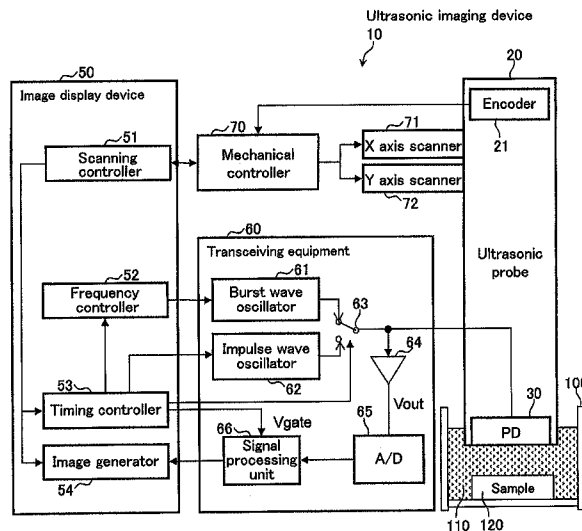 Ultrasonic imaging device
10
50
Image display device
51
Scanning
controller
70
Mechanical
controller
71
X axis scanner
Y axis scanner
72
20
Encoder
21
Ultrasonic
probe
60
Transceiving equipment
52
Frequency
controller
61
Burst wave
oscillator
63
Impulse wave
oscillator
62
64
53
Timing controller
Vgate
Vout
66
Signal
processing
unit
65
A/D
Image generator
54
30
PD
100
Sample
110
120